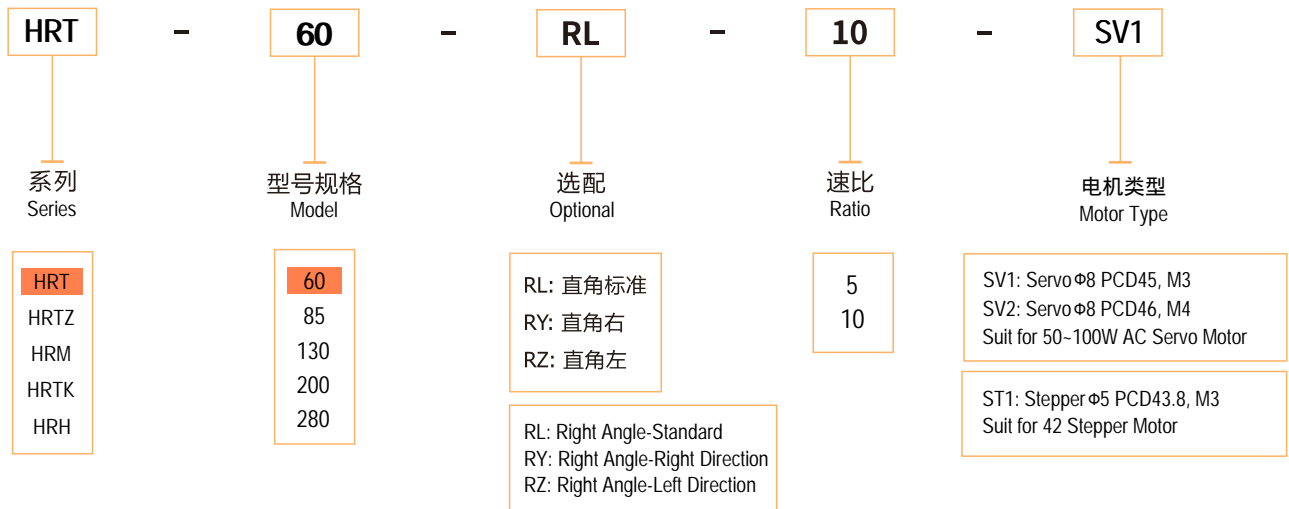 HRT - 60 - RL - 10 - SV1
系列
Series
型号规格
Model
选配
Optional
速比
Ratio
电机类型
Motor Type
HRT
HRTZ
HRM
HRTK
HRH
60
85
130
200
280
RL: 直角标准
RY: 直角右
RZ: 直角左
RL: Right Angle-Standard
RY: Right Angle-Right Direction
RZ: Right Angle-Left Direction
5
10
SV1: Servo Φ8 PCD45, M3
SV2: Servo Φ8 PCD46, M4
Suit for 50~100W AC Servo Motor
ST1: Stepper Φ5 PCD43.8, M3
Suit for 42 Stepper Motor